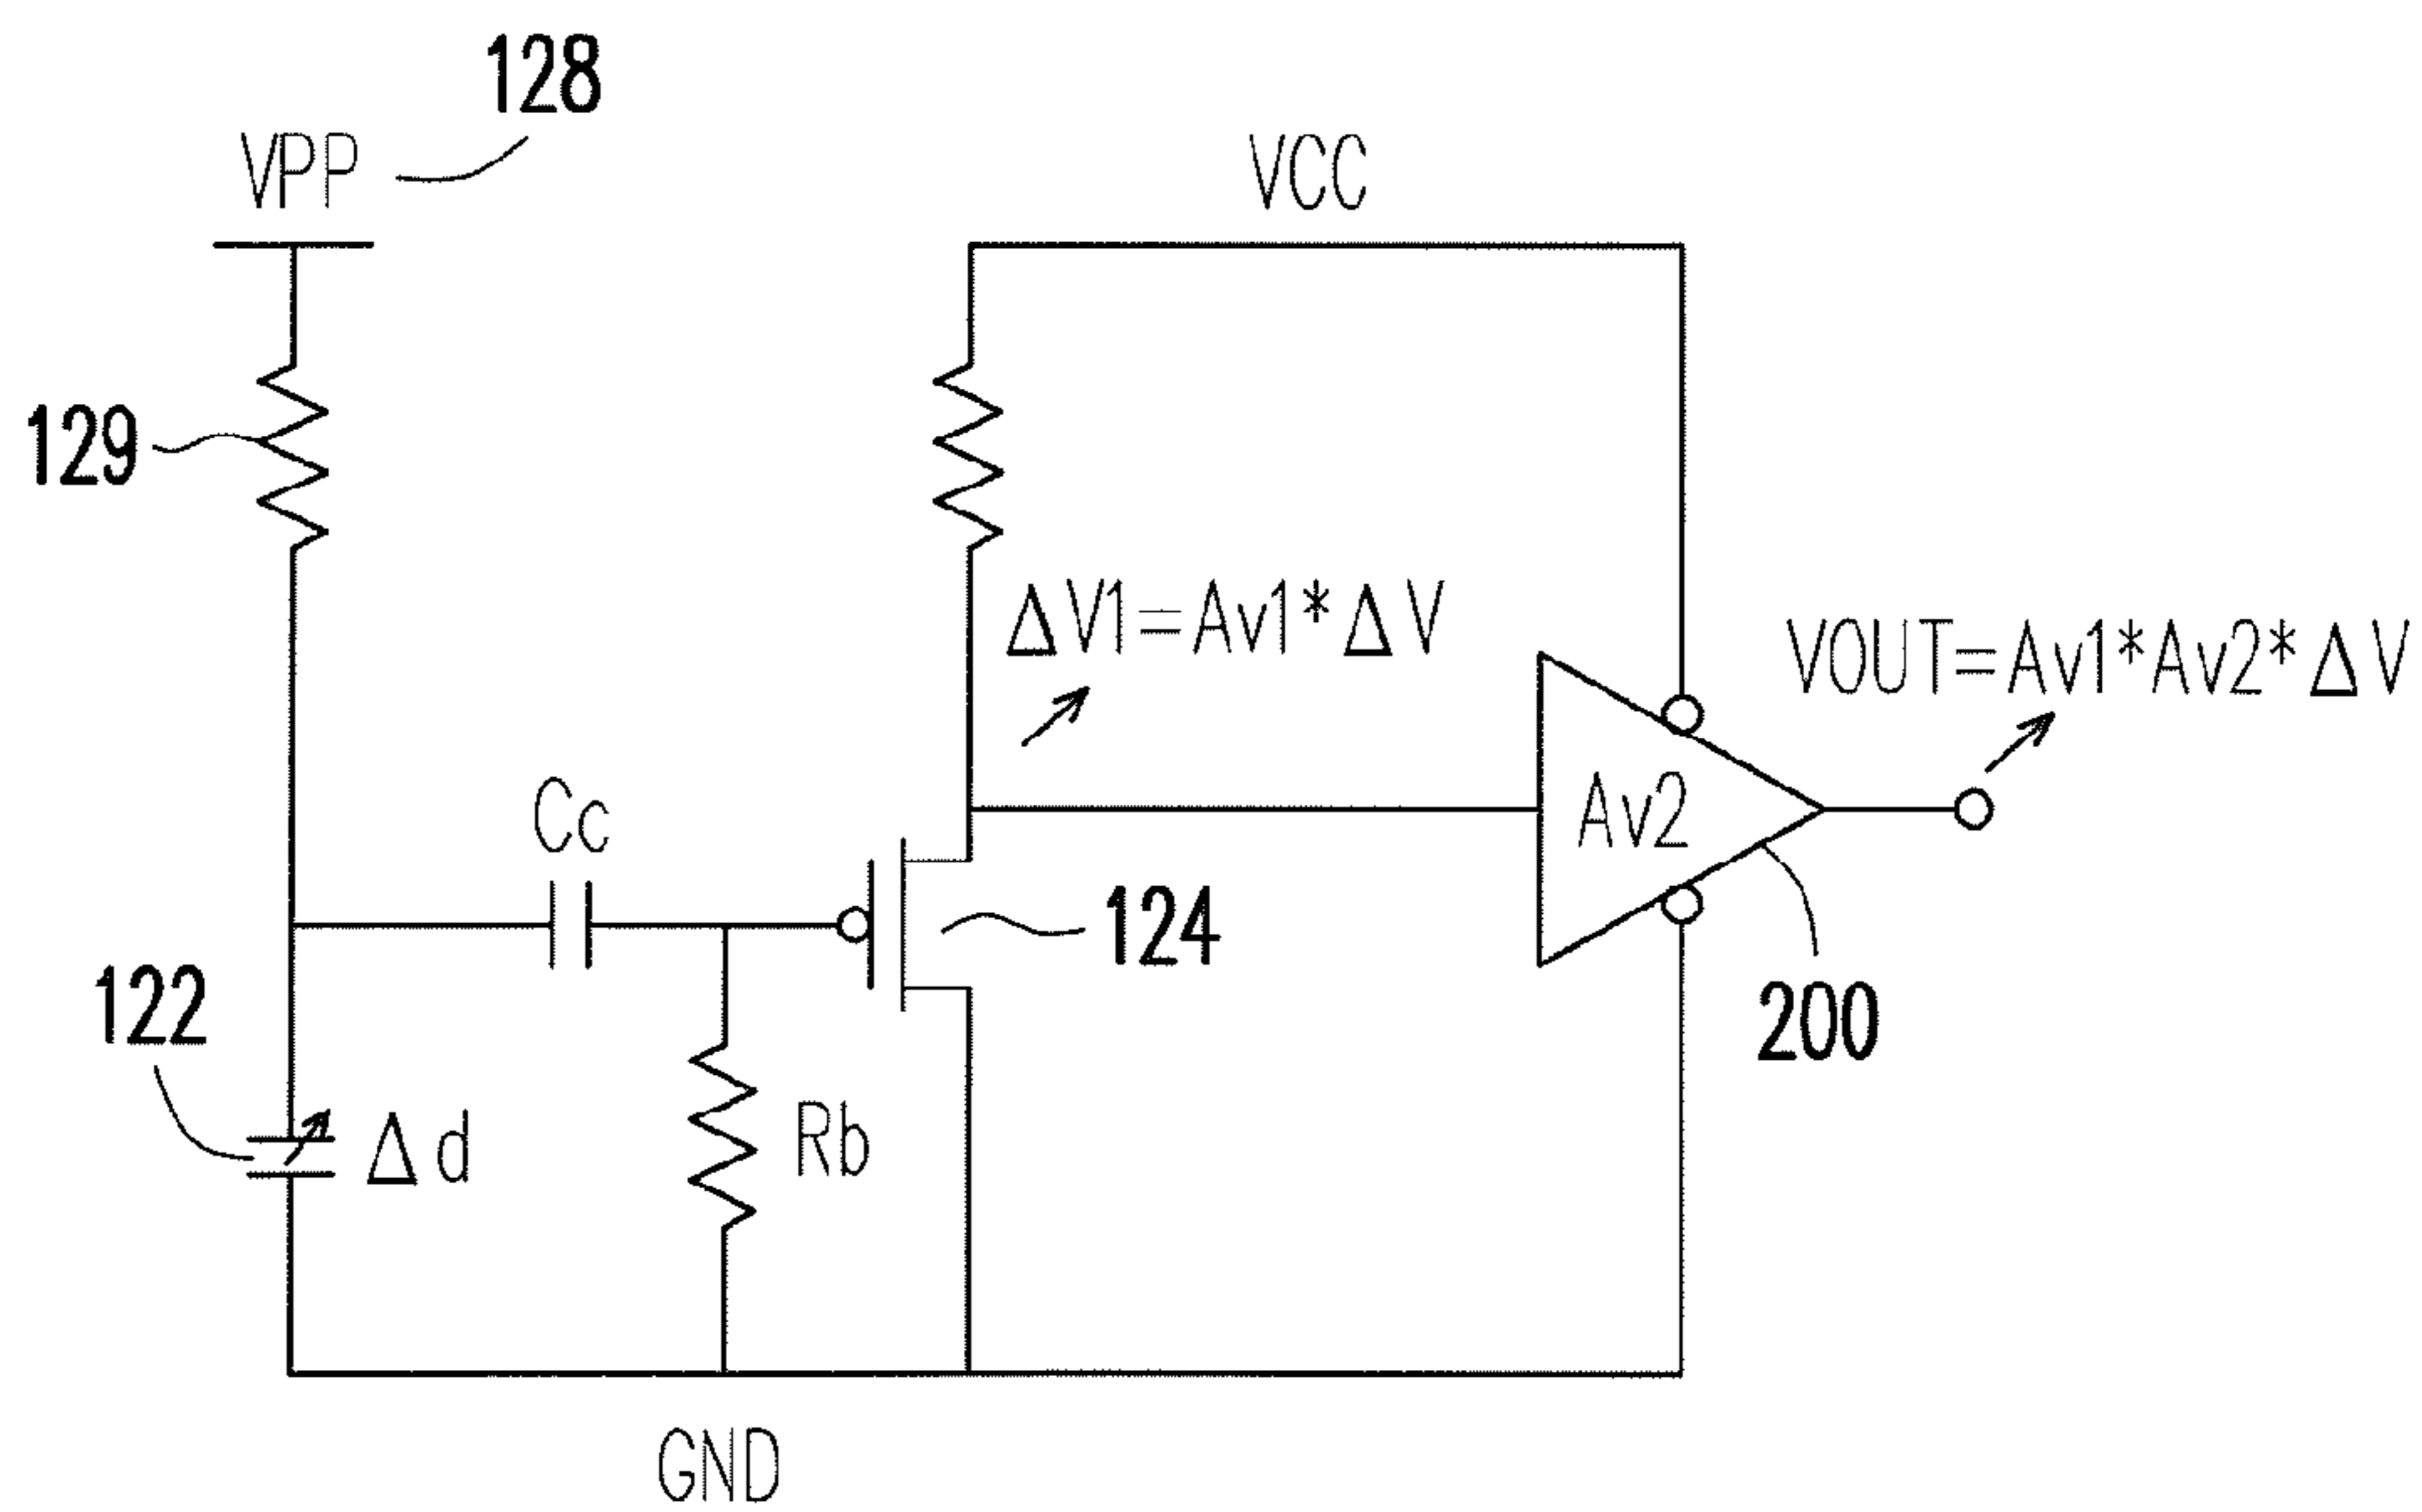 128
VPP
VCC
129
ΔV1=Av1*ΔV
VOUT=Av1*Av2*ΔV
Cc
Av2
124
122
200
Δd
Rb
GND